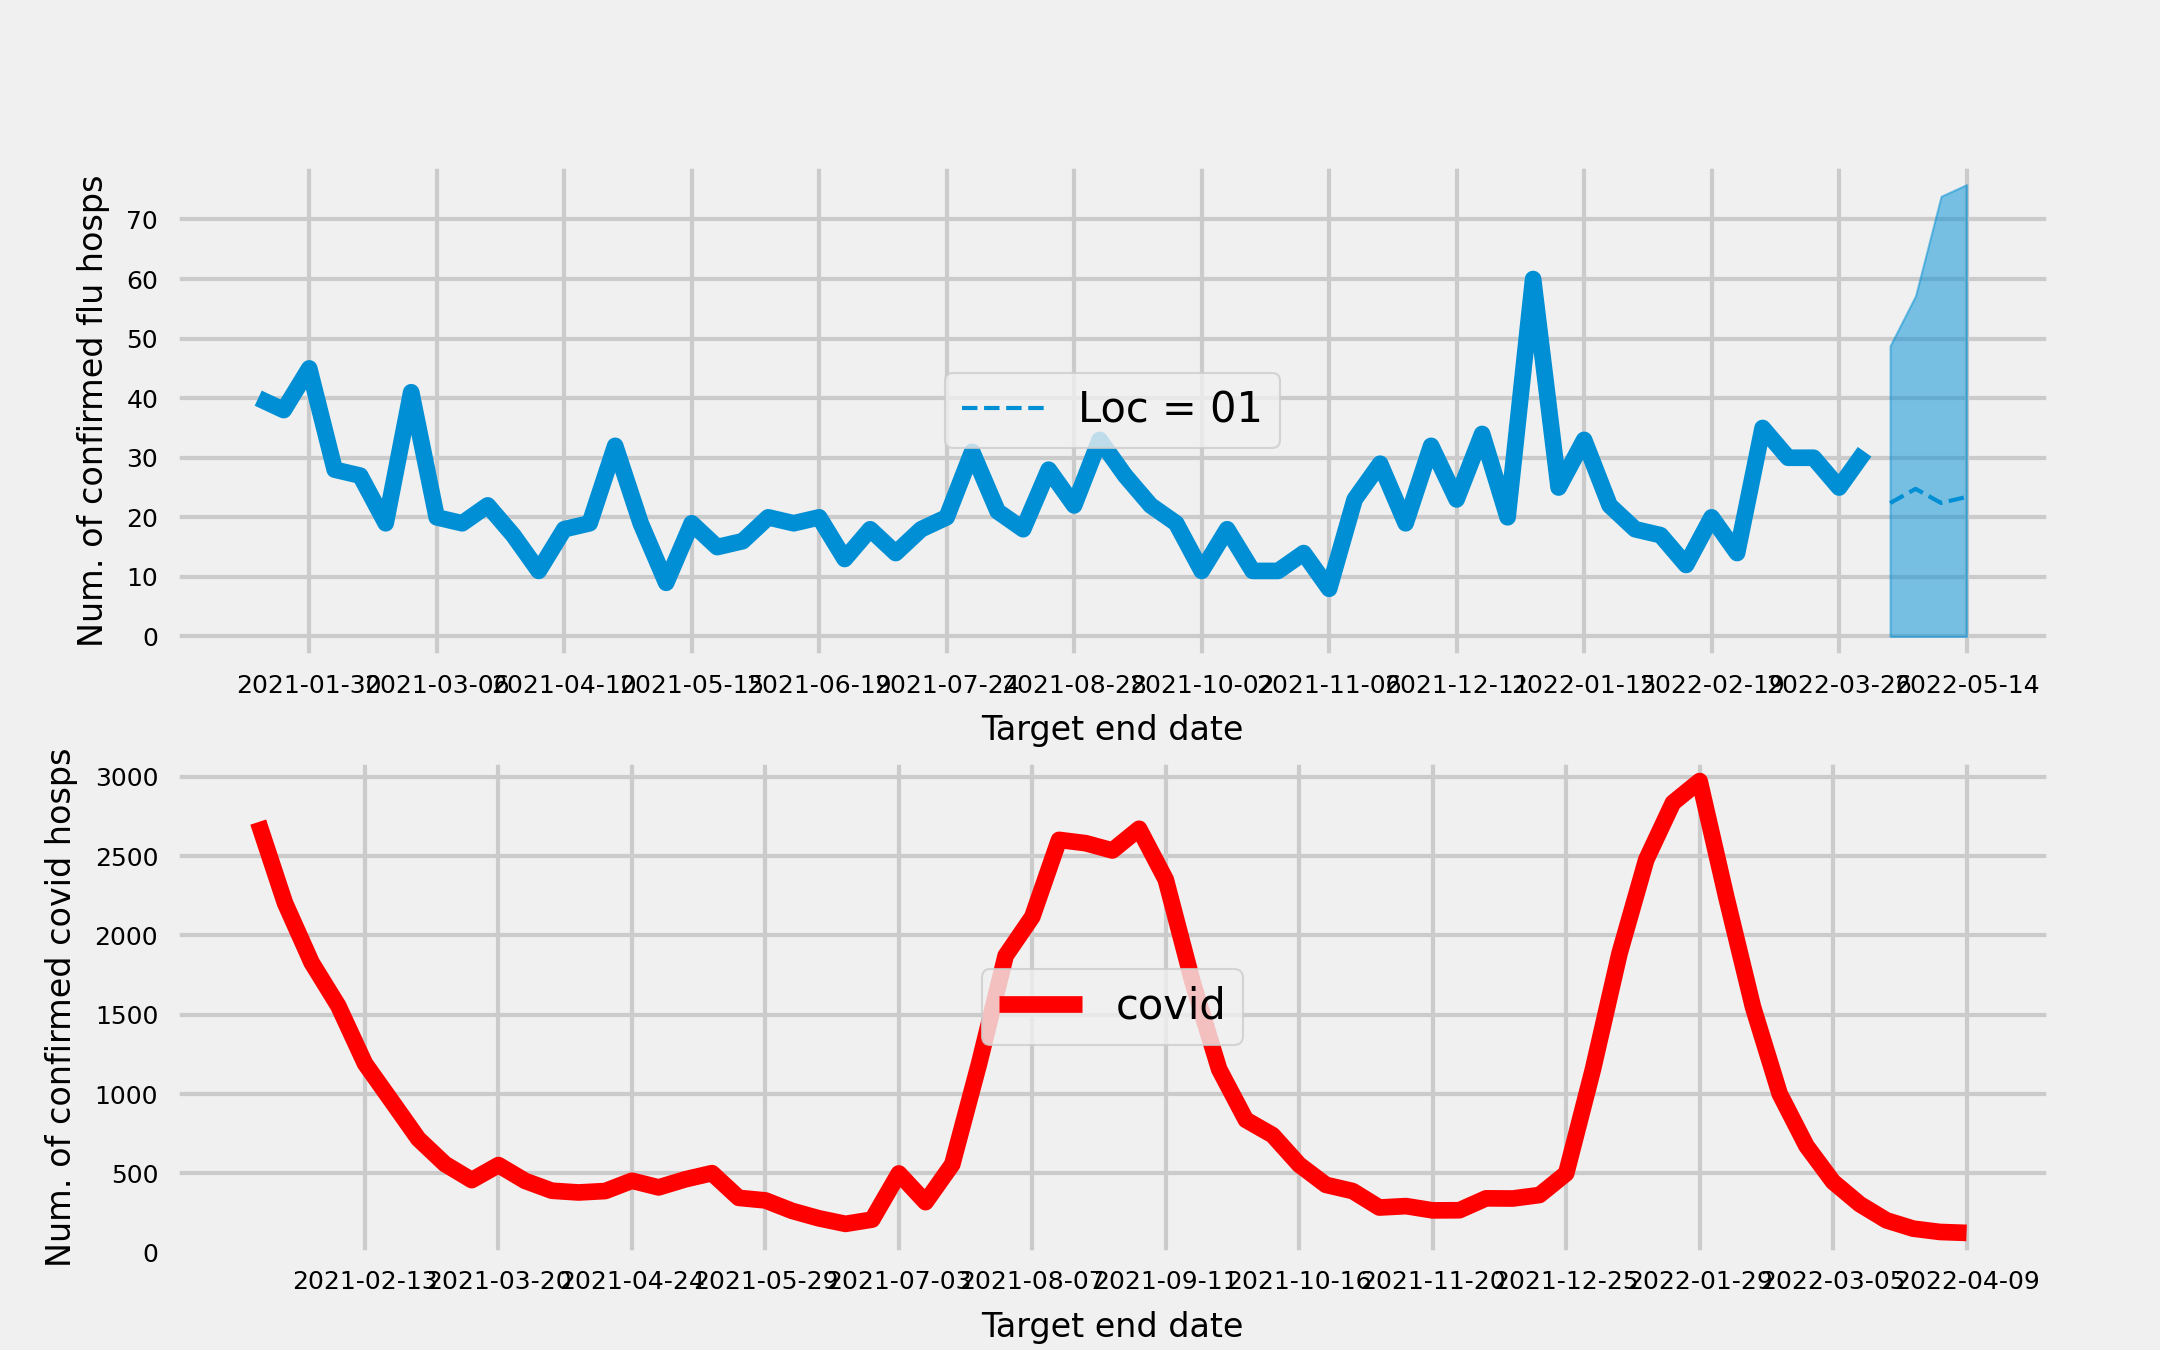 Num. of confirmed flu hosps
70
60
50
40
30
20
10
0
Loc = 01
2021-01-30 2021-03-06 2021-04-10 2021-05-15 2021-06-19 2021-07-24 2021-08-28 2021-10-02 2021-11-06 2021-12-11 2022-01-15 2022-02-19 2022-03-26 2022-05-14
Target end date
Num. of confirmed covid hosps
3000
2500
2000
1500
1000
500
0
covid
2021-02-13 2021-03-20 2021-04-24 2021-05-29 2021-07-03 2021-08-07 2021-09-11 2021-10-16 2021-11-20 2021-12-25 2022-01-29 2022-03-05 2022-04-09
Target end date